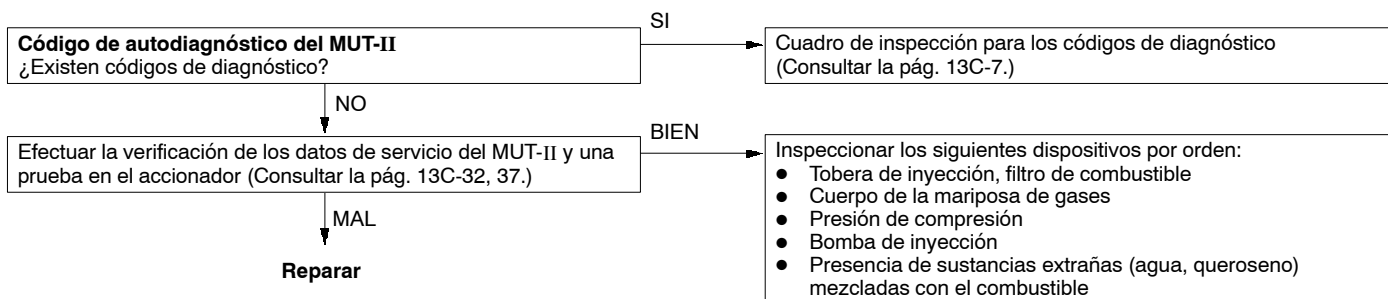 SI
Código de autodiagnóstico del MUT-II
¿Existen códigos de diagnóstico?
Cuadro de inspección para los códigos de diagnóstico
(Consultar la pág. 13C-7.)
NO
BIEN
Efectuar la verificación de los datos de servicio del MUT-II y una
prueba en el accionador (Consultar la pág. 13C-32, 37.)
Inspeccionar los siguientes dispositivos por orden:
● Tobera de inyección, filtro de combustible
● Cuerpo de la mariposa de gases
● Presión de compresión
● Bomba de inyección
● Presencia de sustancias extrañas (agua, queroseno)
mezcladas con el combustible
MAL
Reparar